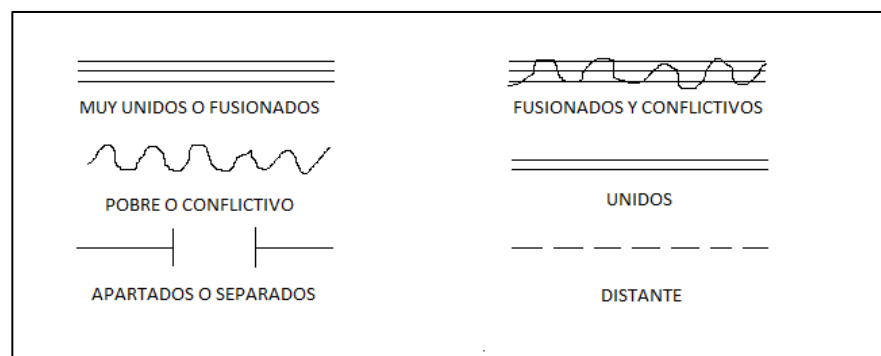 MUY UNIDOS O FUSIONADOS
FUSIONADOS Y CONFLICTIVOS
POBRE O CONFLICTIVO
UNIDOS
APARTADOS O SEPARADOS
DISTANTE